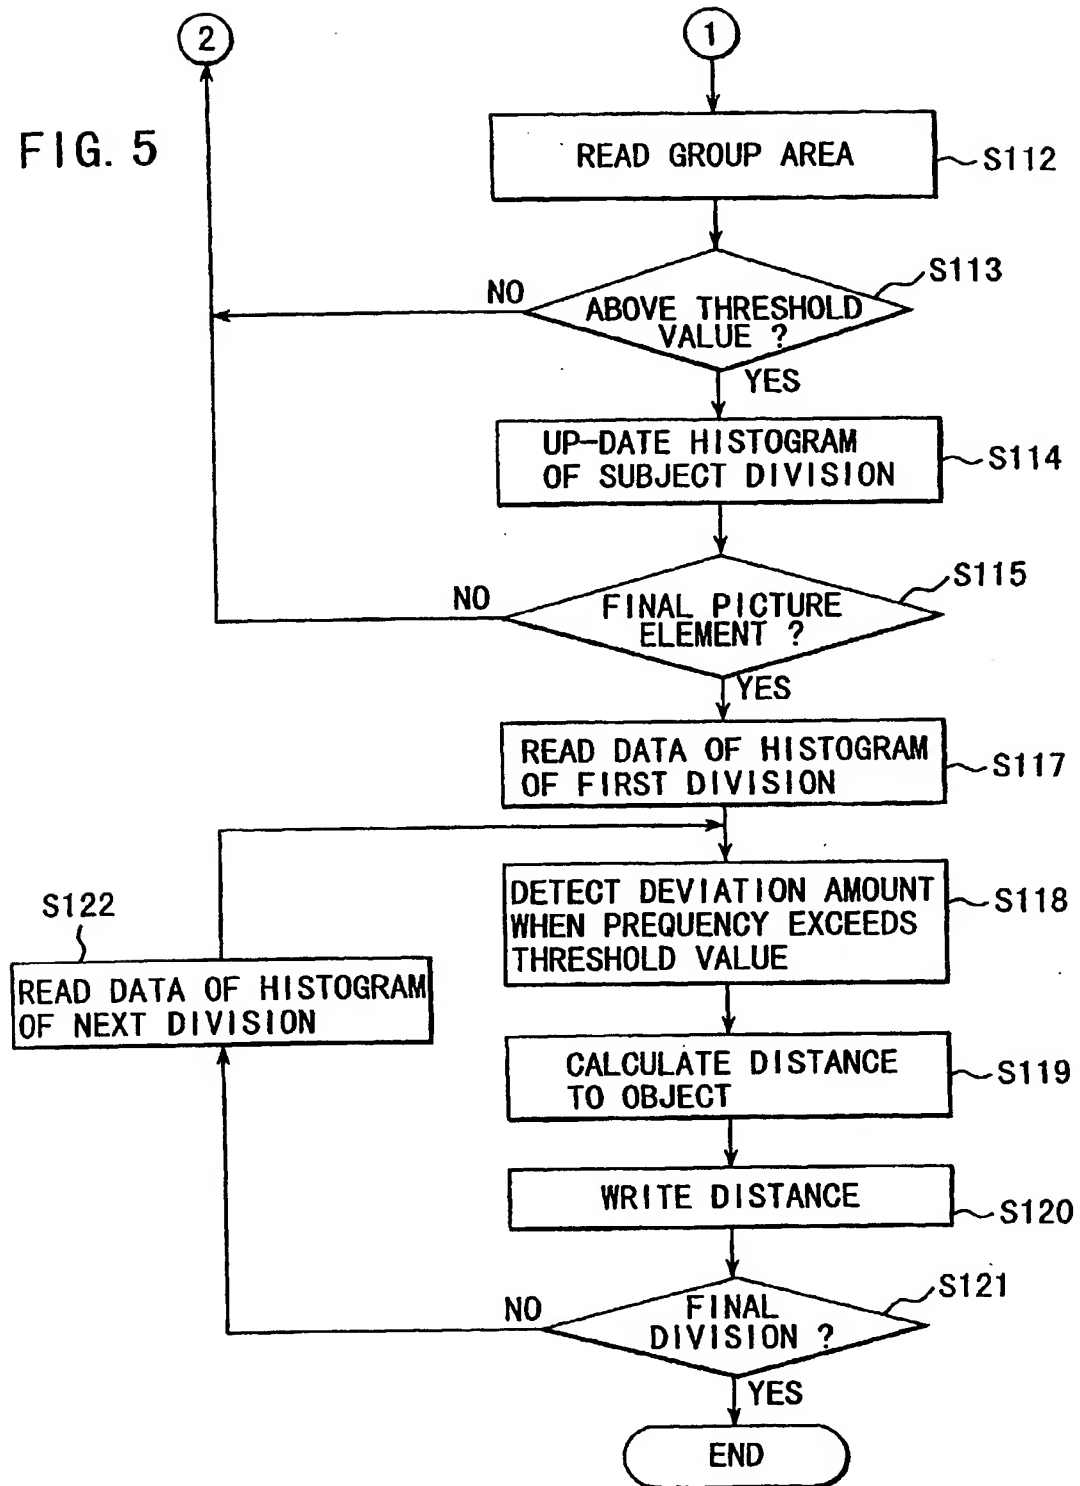 2
1
FIG. 5
READ GROUP AREA
S112
S113
NO
ABOVE THRESHOLD
VALUE ?
YES
UP-DATE HISTOGRAM
OF SUBJECT DIVISION
S114
S115
NO
FINAL PICTURE
ELEMENT ?
YES
READ DATA OF HISTOGRAM
OF FIRST DIVISION
S117
DETECT DEVIATION AMOUNT
WHEN PREQUENCY EXCEEDS
THRESHOLD VALUE
S118
S122
READ DATA OF HISTOGRAM
OF NEXT DIVISION
CALCULATE DISTANCE
TO OBJECT
S119
WRITE DISTANCE
S120
S121
NO
FINAL
DIVISION ?
YES
END